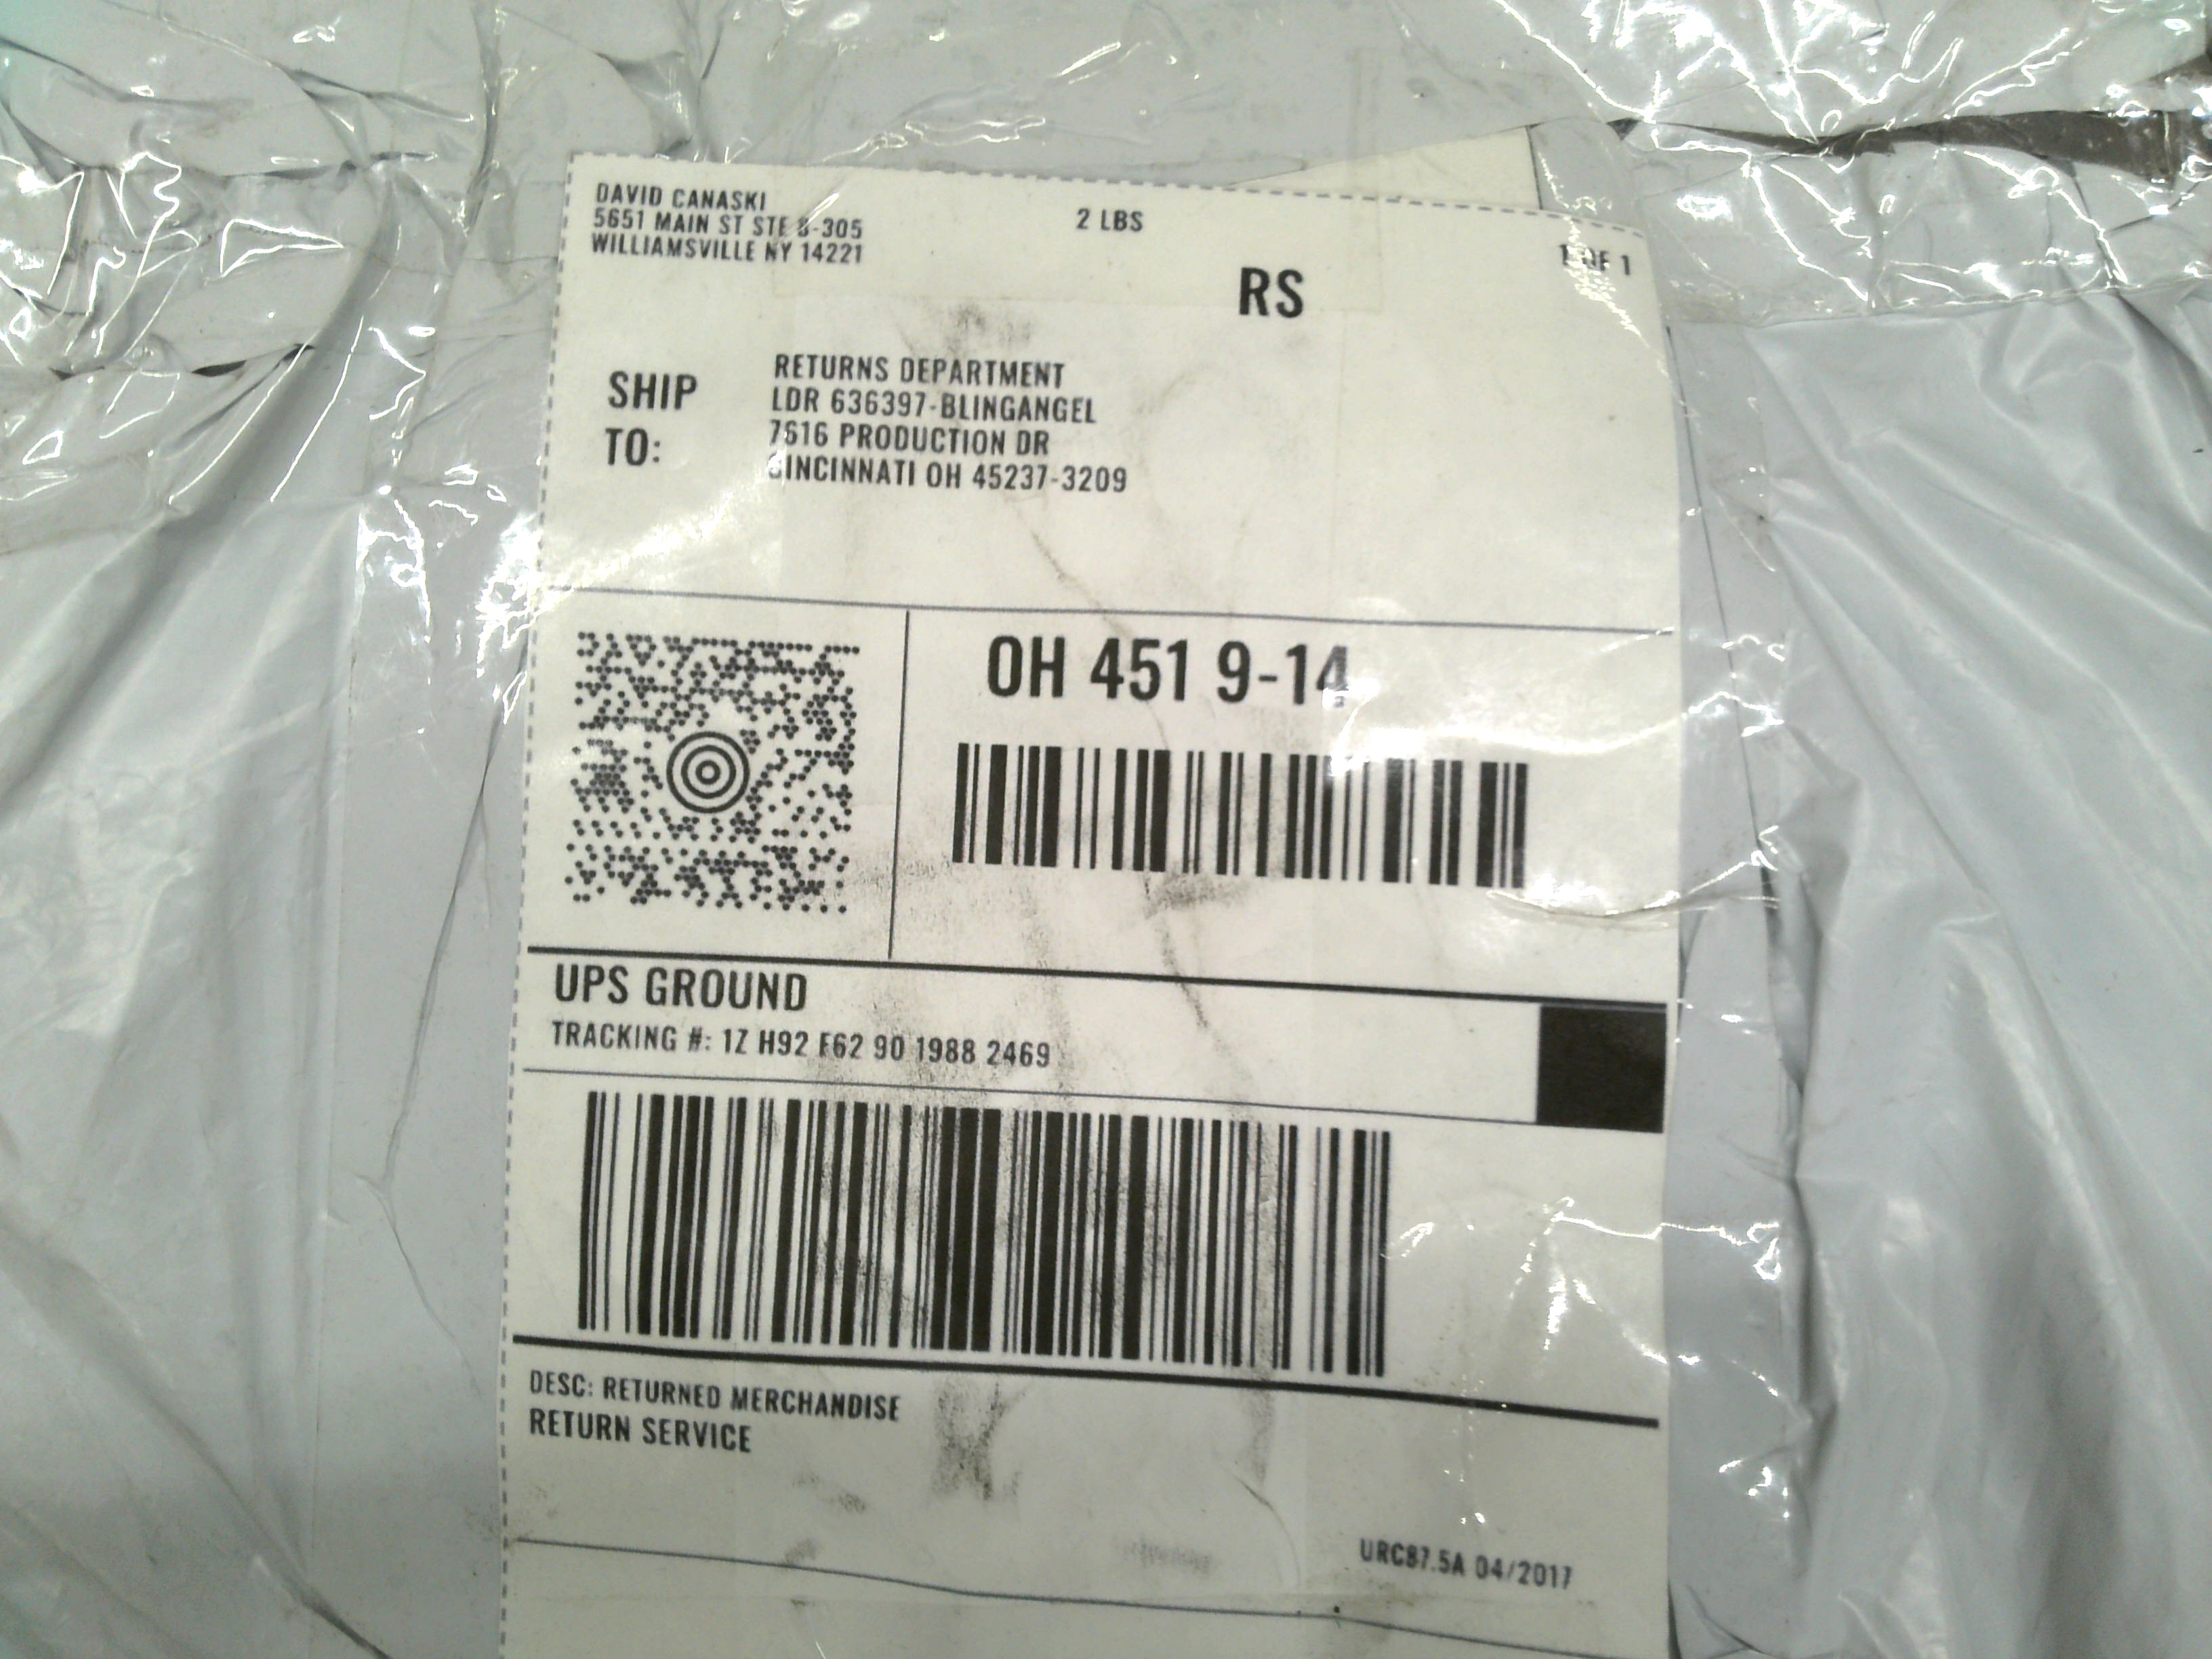 DAVID CANASKI
5651 MAIN ST STE 8-305
WILLIAMSVILLE NY 14221
2 LBS
1 OF 1
RS
SHIP
TO:
RETURNS DEPARTMENT
LDR 636397-BLINGANGEL
7616 PRODUCTION DR
CINCINNATI OH 45237-3209
OH 451 9-14
UPS GROUND
TRACKING #: 1Z H92 F62 90 1988 2469
DESC: RETURNED MERCHANDISE
RETURN SERVICE
URC87.5A 04/2017